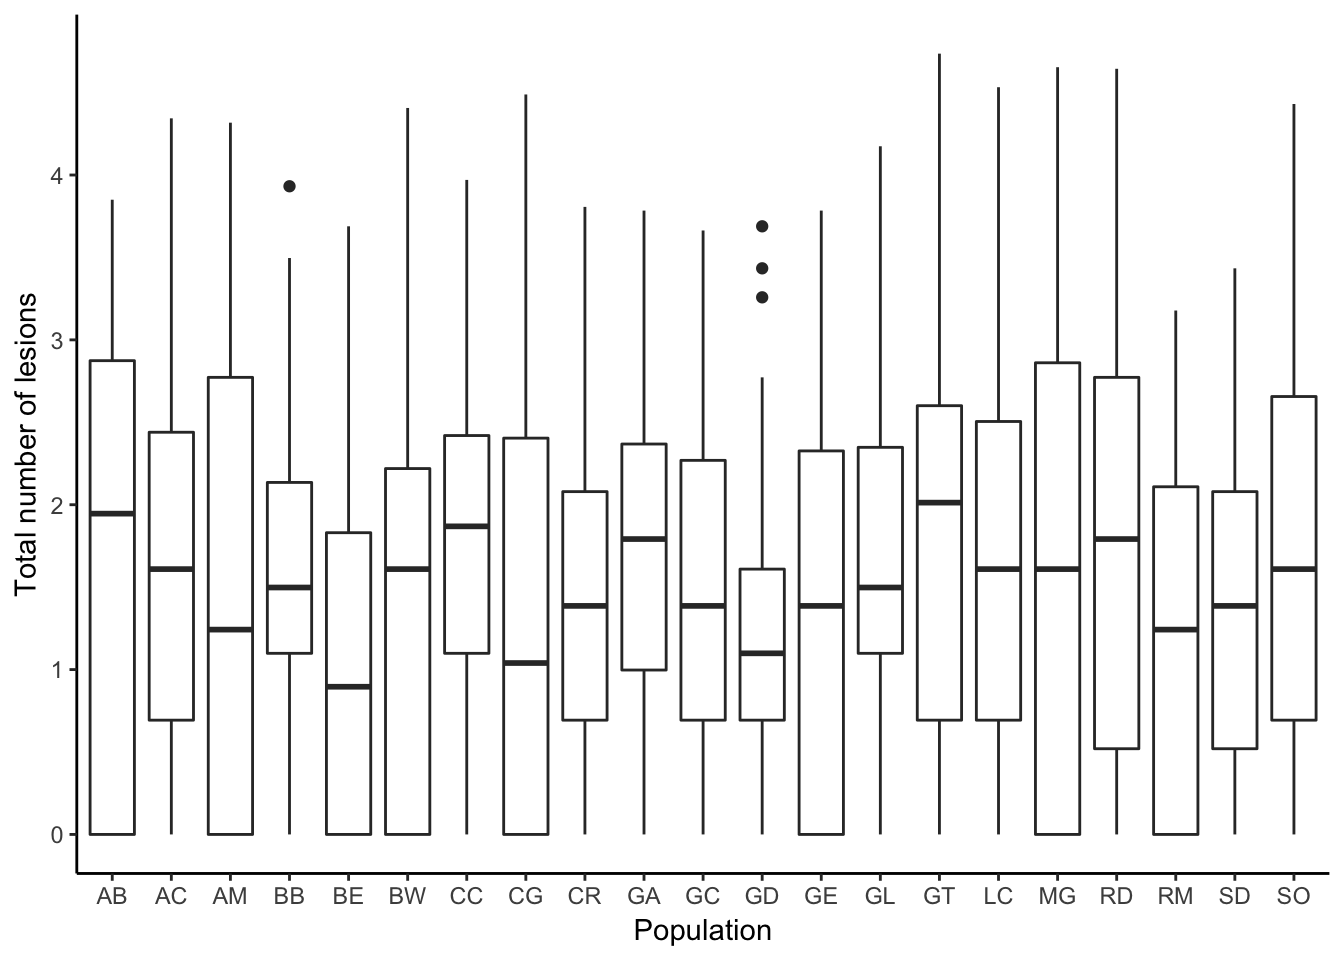 Total number of lesions
4
3
2
1
0
AB AC AM BB BE BW CC CG CR GA GC GD GE GL GT LC MG RD RM SD SO
Population